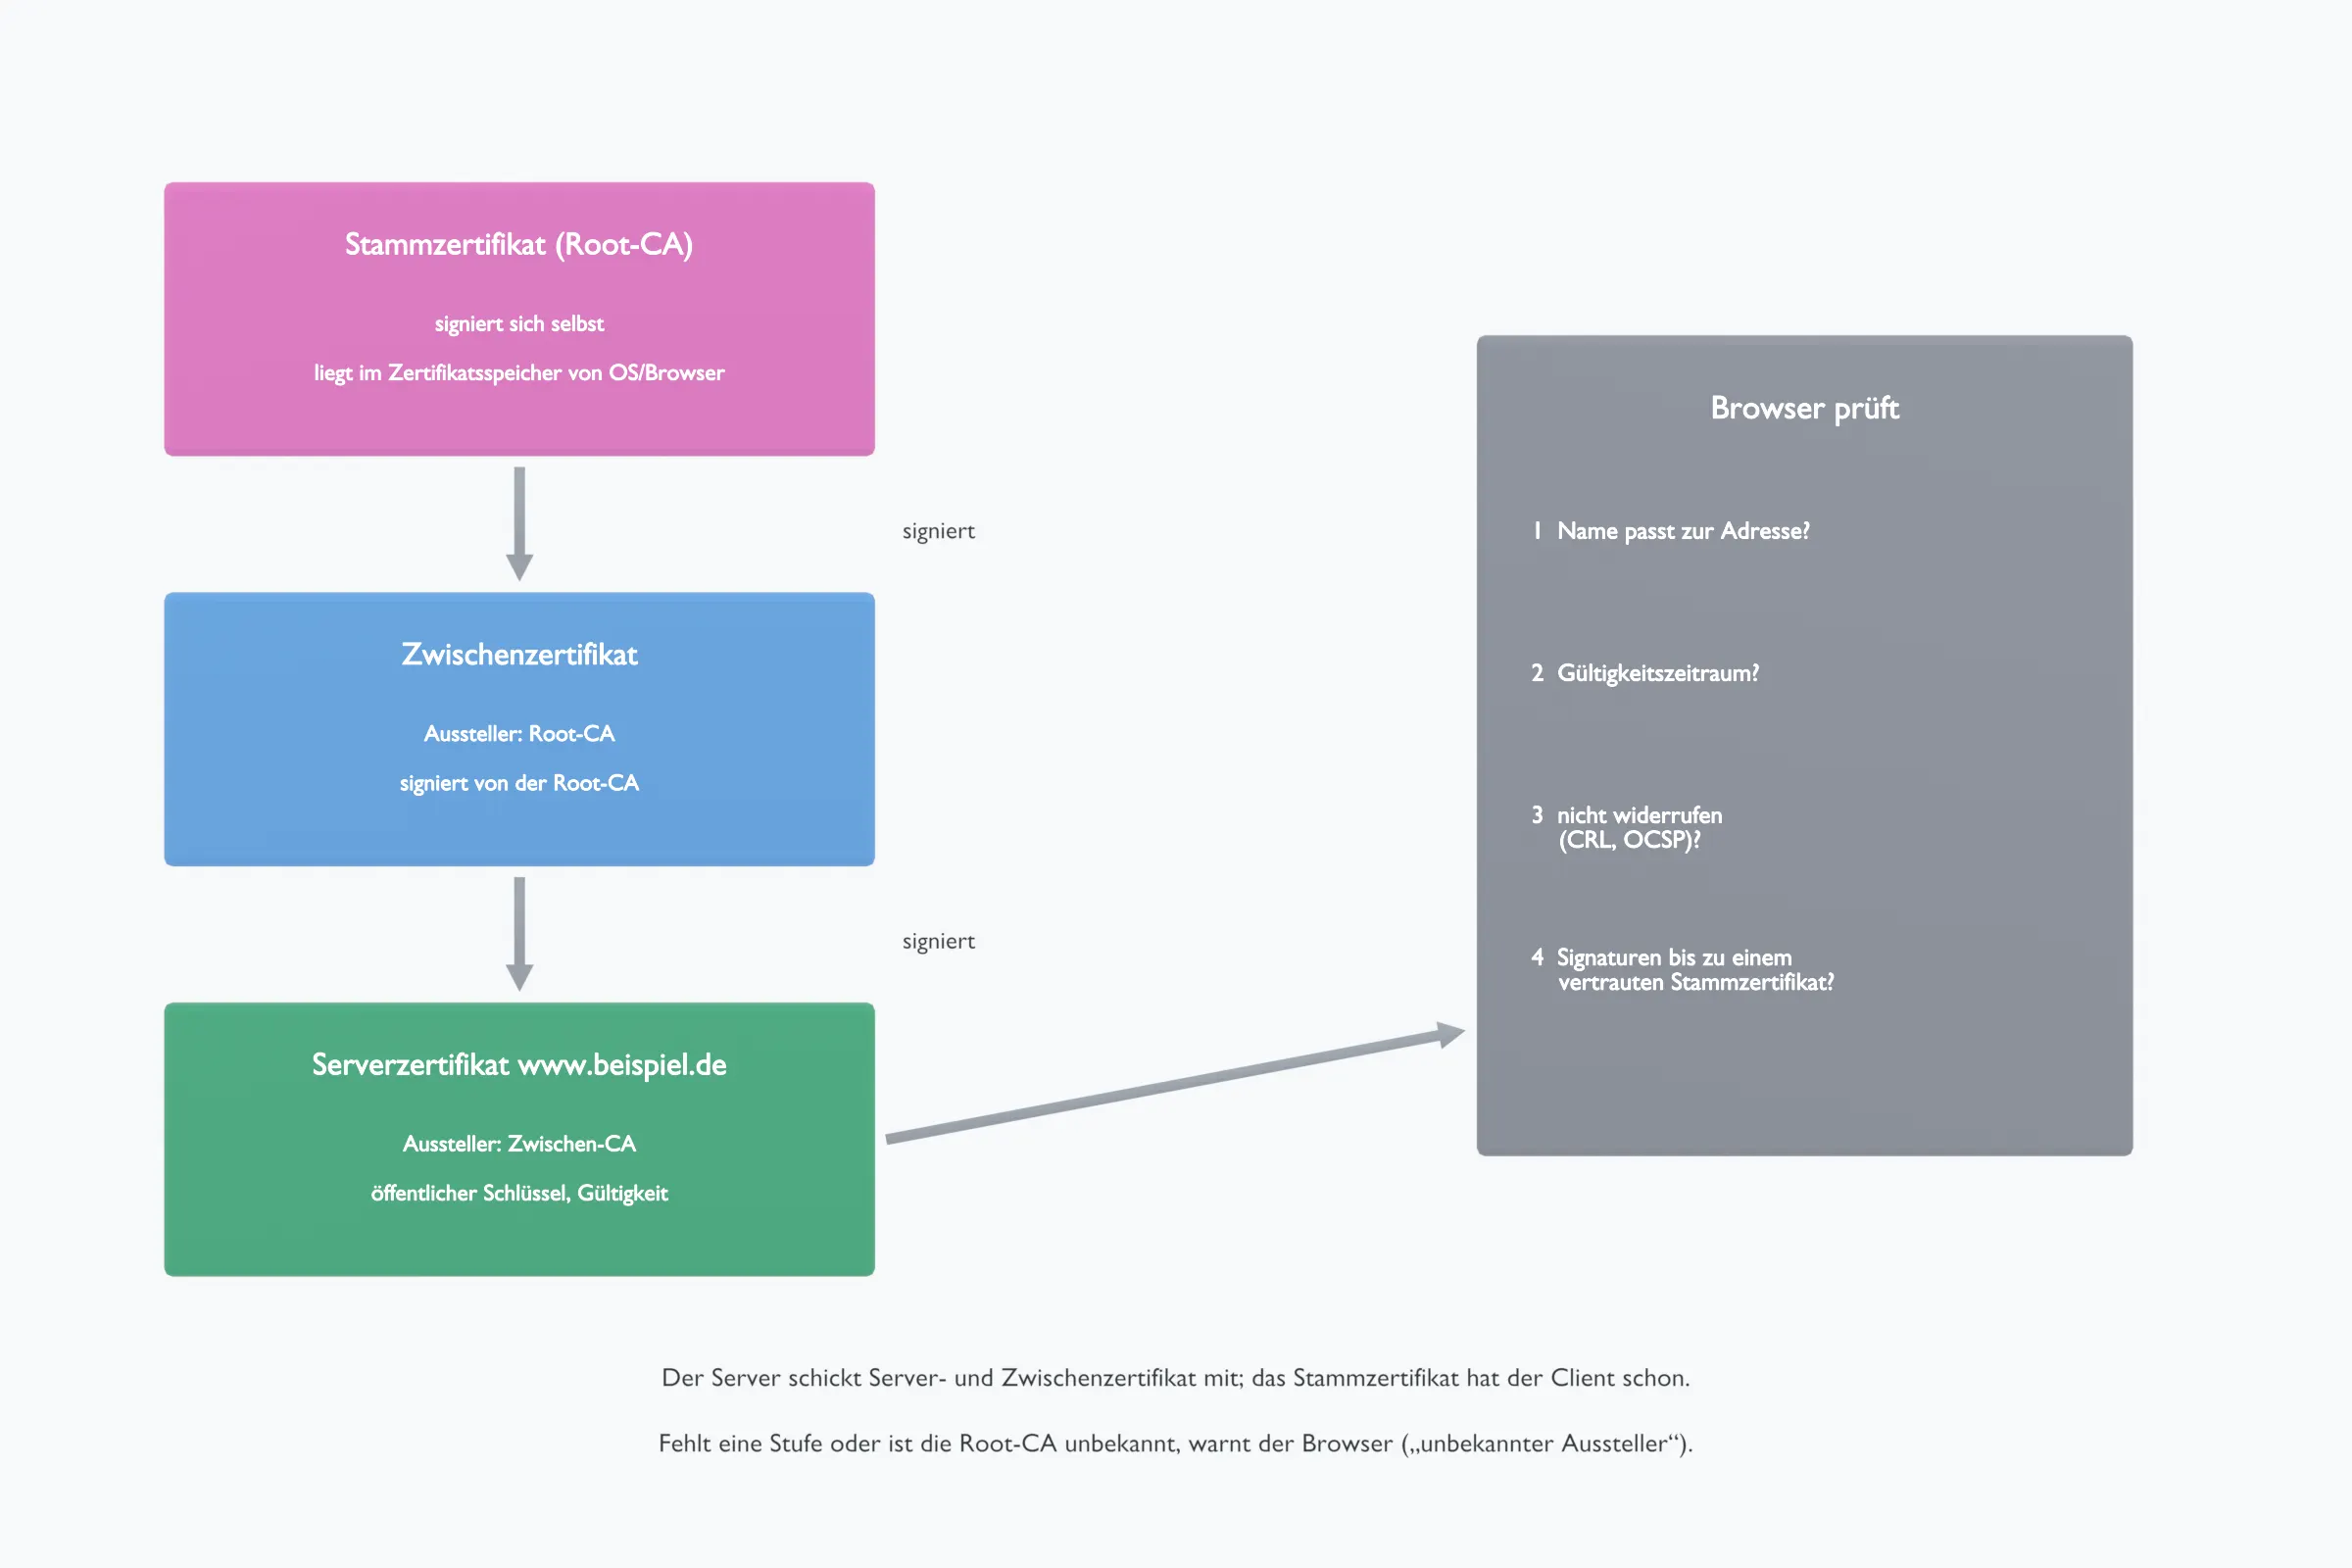 Stammzertifikat (Root-CA)
signiert sich selbst
liegt im Zertifikatsspeicher von OS/Browser
signiert
Zwischenzertifikat
Aussteller: Root-CA
signiert von der Root-CA
signiert
Serverzertifikat www.beispiel.de
Aussteller: Zwischen-CA
öffentlicher Schlüssel, Gültigkeit
Browser prüft
1 Name passt zur Adresse?
2 Gültigkeitszeitraum?
3 nicht widerrufen
(CRL, OCSP)?
4 Signaturen bis zu einem
vertrauten Stammzertifikat?
Der Server schickt Server- und Zwischenzertifikat mit; das Stammzertifikat hat der Client schon.
Fehlt eine Stufe oder ist die Root-CA unbekannt, warnt der Browser („unbekannter Aussteller“).